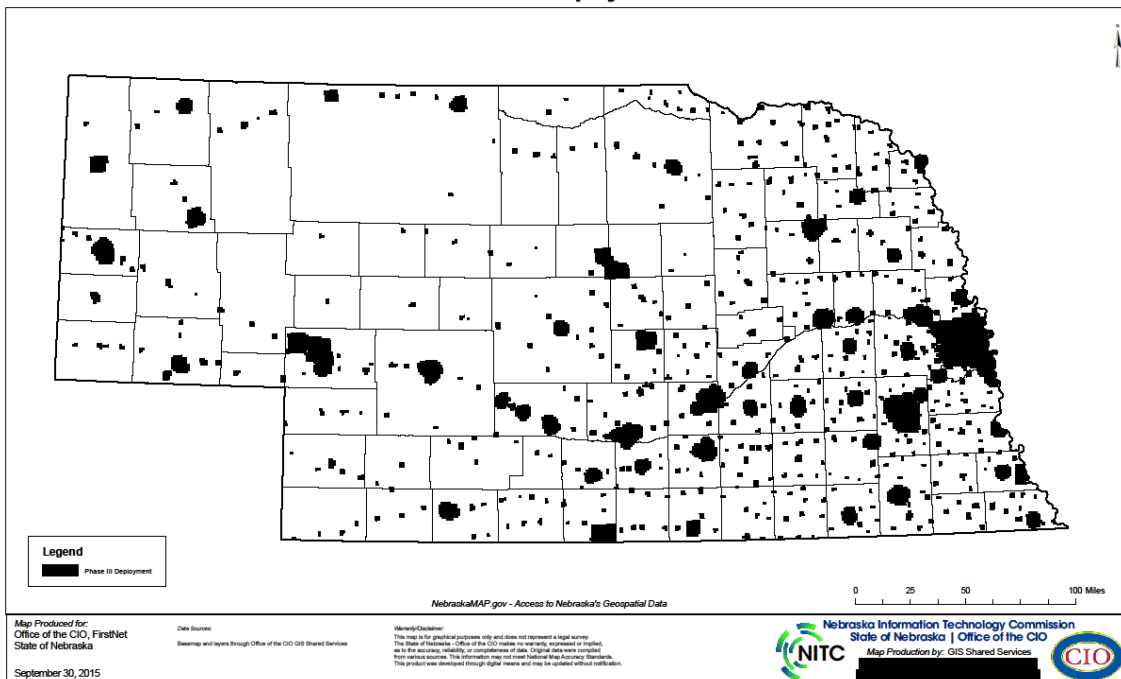 N
Legend
Phase III Deployment
NebraskaMAP.gov - Access to Nebraska's Geospatial Data
0 25 50 100 Miles
Map Produced for:
Office of the CIO, FirstNet
State of Nebraska
September 30, 2015
Data Sources:
Basemap and layers through Office of the CIO GIS Shared Services
Warranty/Disclaimer:
This map is for graphical purposes only and does not represent a legal survey.
The State of Nebraska - Office of the CIO makes no warranty, expressed or implied,
as to the accuracy, reliability, or completeness of data. Original data were compiled
from various sources. This information may not meet National Map Accuracy Standards.
This product was developed through digital means and may be updated without notification.
NITC
Nebraska Information Technology Commission
State of Nebraska | Office of the CIO
Map Production by: GIS Shared Services
CIO